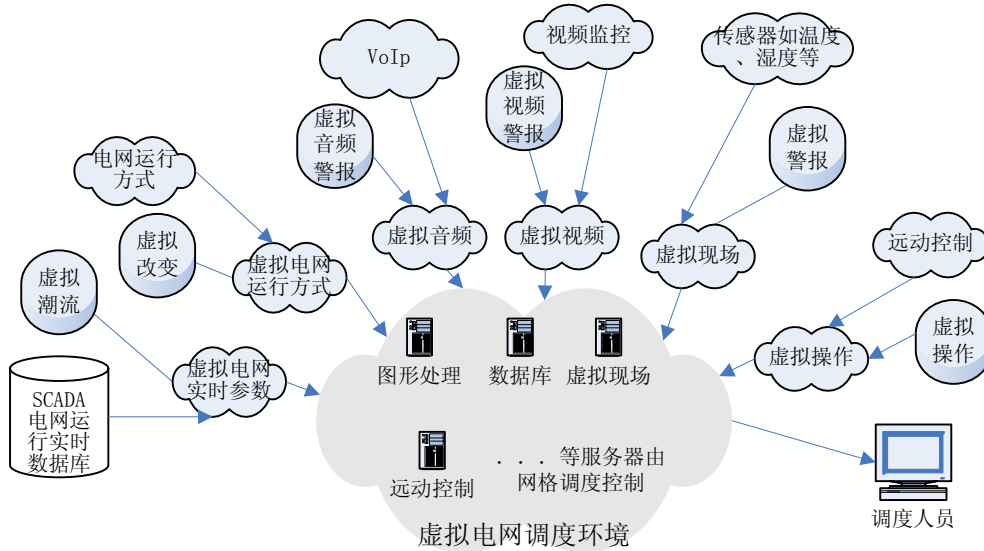 VoIp
视频监控
传感器如温度
、湿度等
虚拟
音频
警报
虚拟
视频
警报
虚拟
警报
电网运行
方式
虚拟
改变
虚拟电网
运行方式
虚拟音频
虚拟视频
虚拟现场
远动控制
虚拟
潮流
虚拟电网
实时参数
虚拟操作
虚拟
操作
SCADA
电网运
行实时
数据库
图形处理
数据库
虚拟现场
远动控制
. . . 等服务器由
网格调度控制
虚拟电网调度环境
调度人员